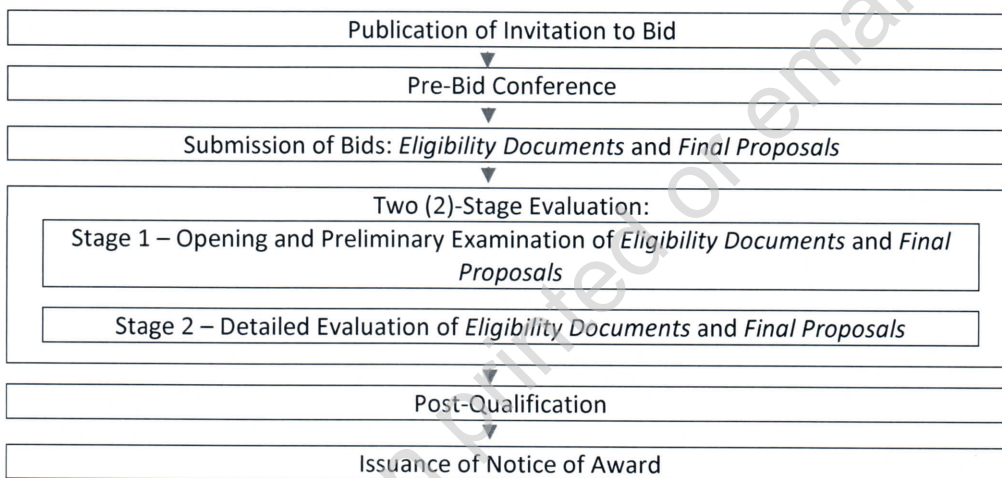 Publication of Invitation to Bid
Pre-Bid Conference
Submission of Bids: Eligibility Documents and Final Proposals
Two (2)-Stage Evaluation:
Stage 1 – Opening and Preliminary Examination of Eligibility Documents and Final
Proposals
Stage 2 – Detailed Evaluation of Eligibility Documents and Final Proposals
Post-Qualification
Issuance of Notice of Award
printed or